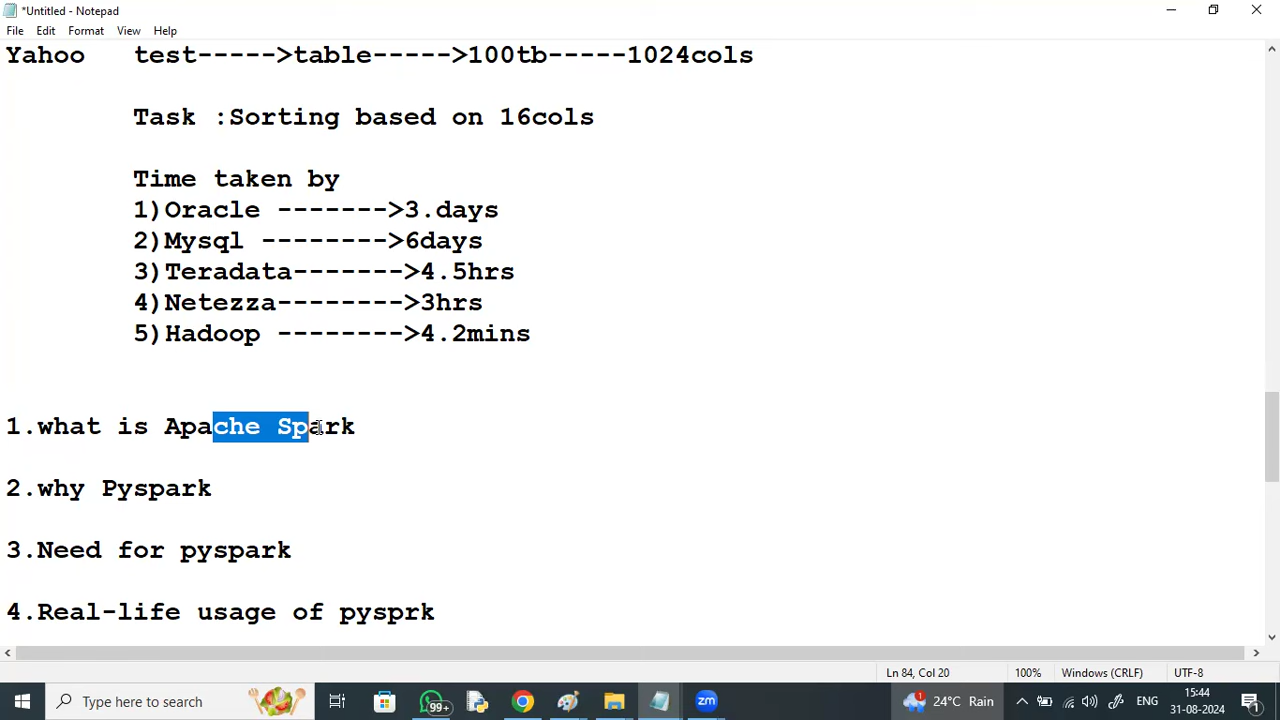 *Untitled - Notepad
File Edit Format View Help
Yahoo test----->table----->100tb-----1024cols
Task :Sorting based on 16cols
Time taken by
1)Oracle ------->3.days
2)Mysql -------->6days
3)Teradata------->4.5hrs
4)Netezza-------->3hrs
5)Hadoop -------->4.2mins
1.what is Apache Spark
2.why Pyspark
3.Need for pyspark
4.Real-life usage of pysprk
Ln 84, Col 20 100% Windows (CRLF) UTF-8
Type here to search 99+ zm 1 24°C Rain ENG 15:44 1
31-08-2024